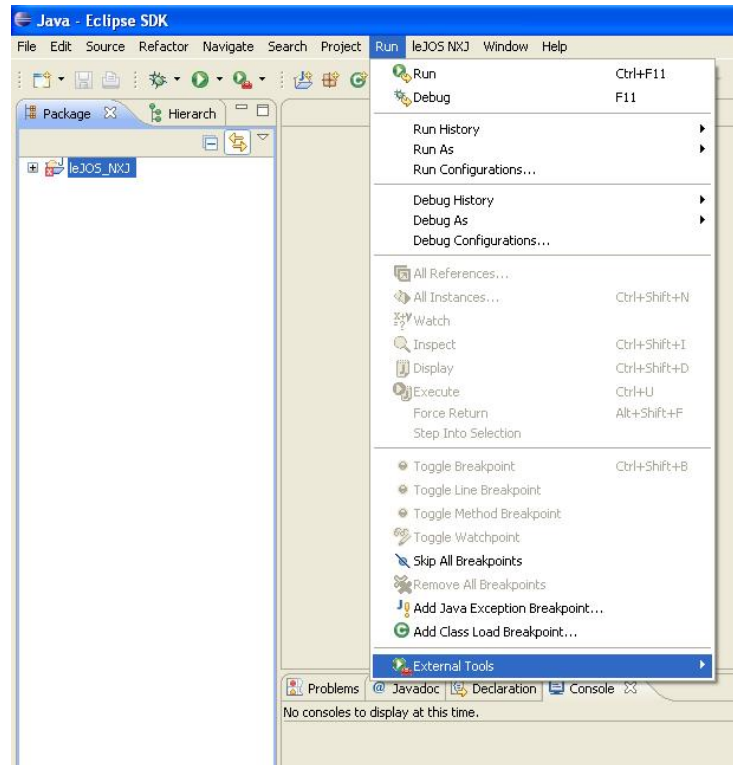 Java - Eclipse SDK
File Edit Source Refactor Navigate Search Project Run leJOS NXJ Window Help
Package Hierarch
leJOS_NXJ
Run Ctrl+F11
Debug F11
Run History
Run As
Run Configurations...
Debug History
Debug As
Debug Configurations...
All References...
All Instances... Ctrl+Shift+N
Watch
Inspect Ctrl+Shift+I
Display Ctrl+Shift+D
Execute Ctrl+U
Force Return Alt+Shift+F
Step Into Selection
Toggle Breakpoint Ctrl+Shift+B
Toggle Line Breakpoint
Toggle Method Breakpoint
Toggle Watchpoint
Skip All Breakpoints
Remove All Breakpoints
Add Java Exception Breakpoint...
Add Class Load Breakpoint...
External Tools
Problems @ Javadoc Declaration Console
No consoles to display at this time.